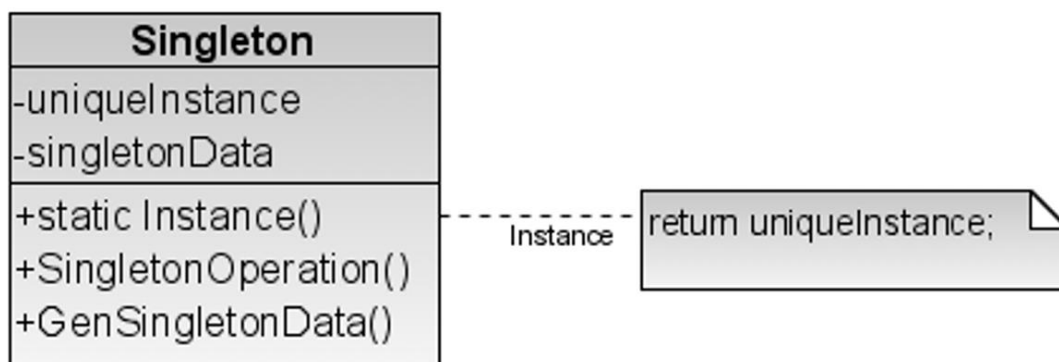 Singleton
-uniqueInstance
-singletonData
+static Instance()
+SingletonOperation()
+GenSingletonData()
Instance
return uniqueInstance;